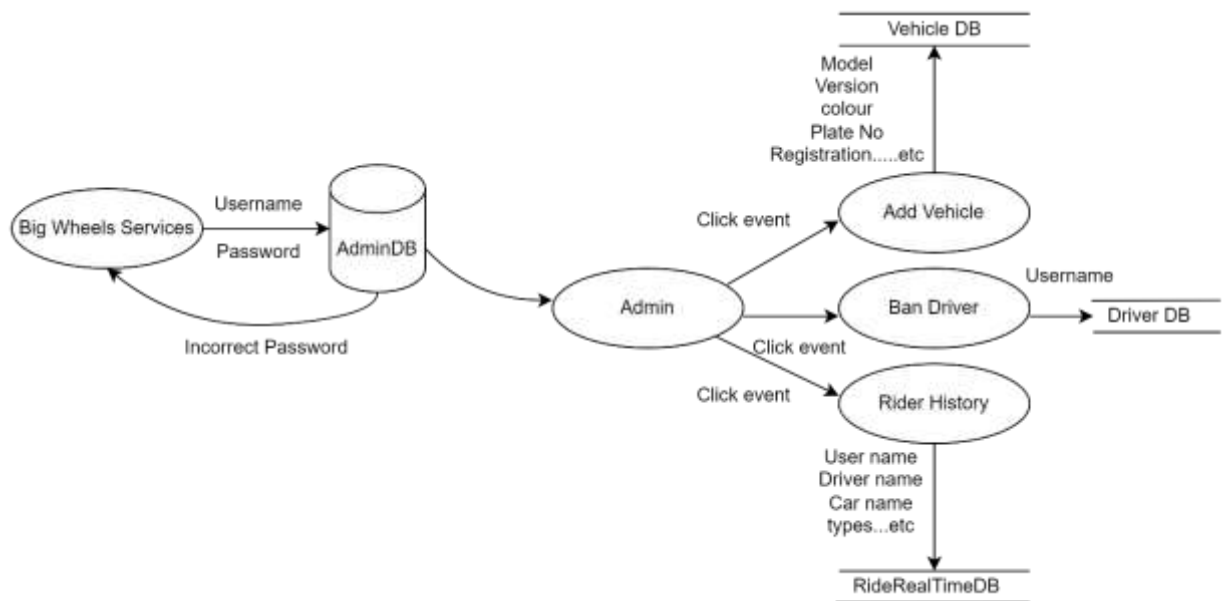 Vehicle DB
Model
Version
colour
Plate No
Registration.....etc
Username
Big Wheels Services
Password
AdminDB
Incorrect Password
Click event
Add Vehicle
Admin
Ban Driver
Username
Driver DB
Click event
Click event
Rider History
User name
Driver name
Car name
types...etc
RideRealTimeDB